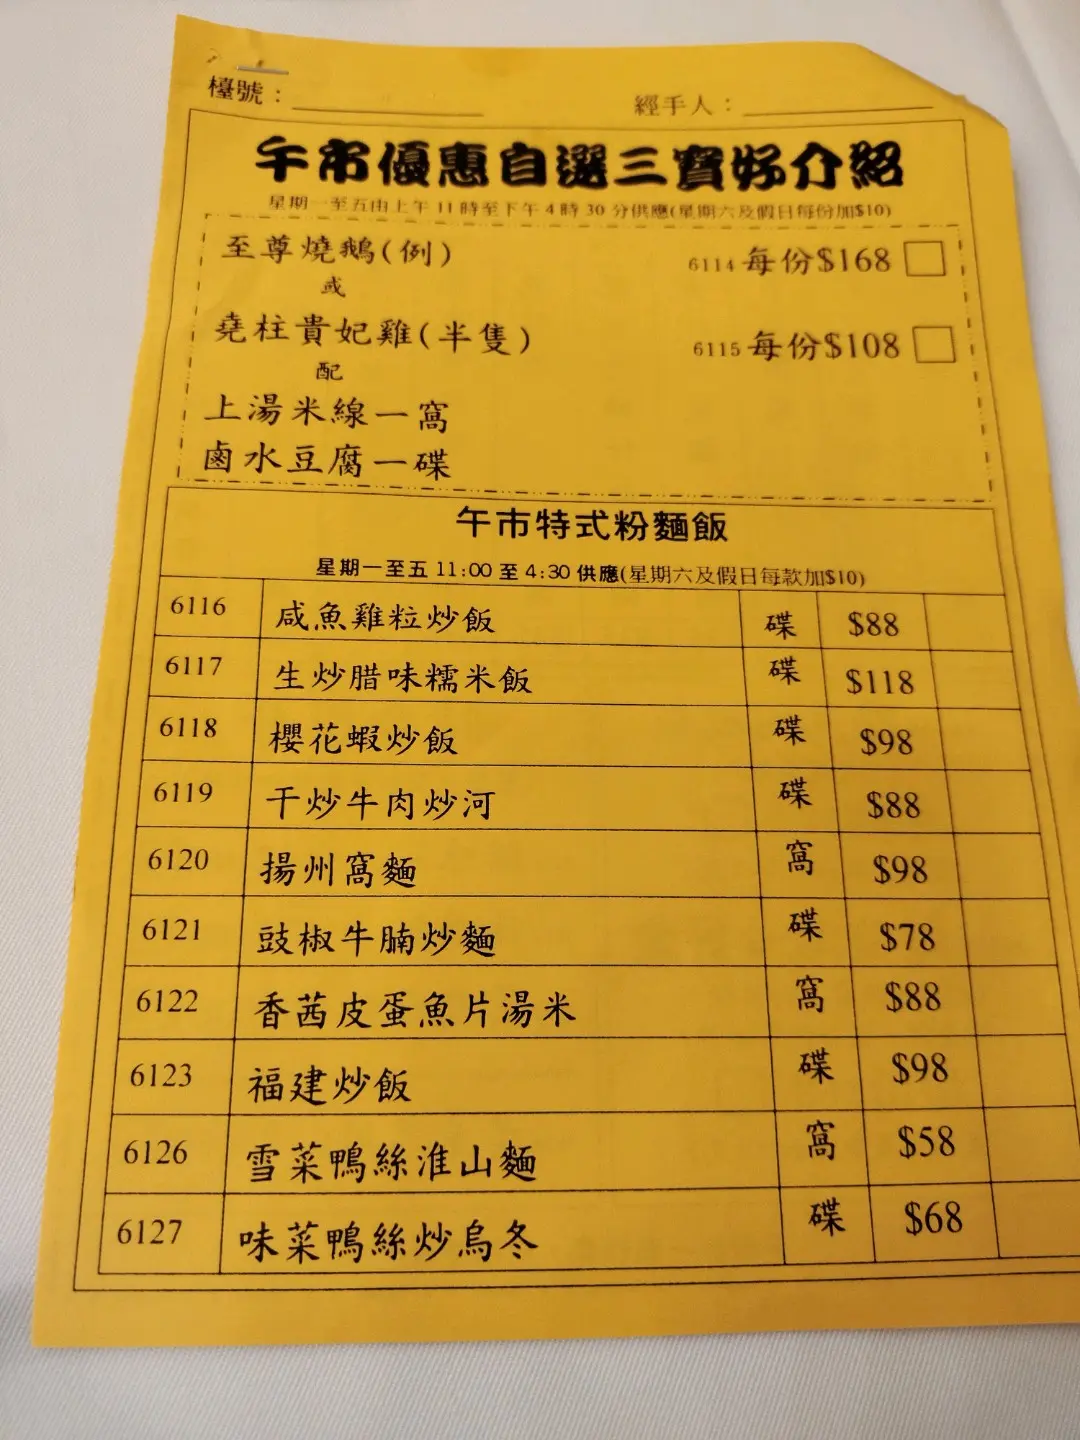 檯號：
經手人：
午市優惠自選三寶好介紹
星期一至五由上午11時至下午4時30分供應(星期六及假日每份加$10)
至尊燒鵝(例) 6114 每份$168
或
堯柱貴妃雞(半隻) 6115 每份$108
配
上湯米線一窩
鹵水豆腐一碟
午市特式粉麵飯
星期一至五 11:00 至 4:30 供應(星期六及假日每款加$10)
6116 咸魚雞粒炒飯 碟 $88
6117 生炒腊味糯米飯 碟 $118
6118 櫻花蝦炒飯 碟 $98
6119 干炒牛肉炒河 碟 $88
6120 揚州窩麵 窩 $98
6121 豉椒牛腩炒麵 碟 $78
6122 香茜皮蛋魚片湯米 窩 $88
6123 福建炒飯 碟 $98
6126 雪菜鴨絲淮山麵 窩 $58
6127 味菜鴨絲炒烏冬 碟 $68